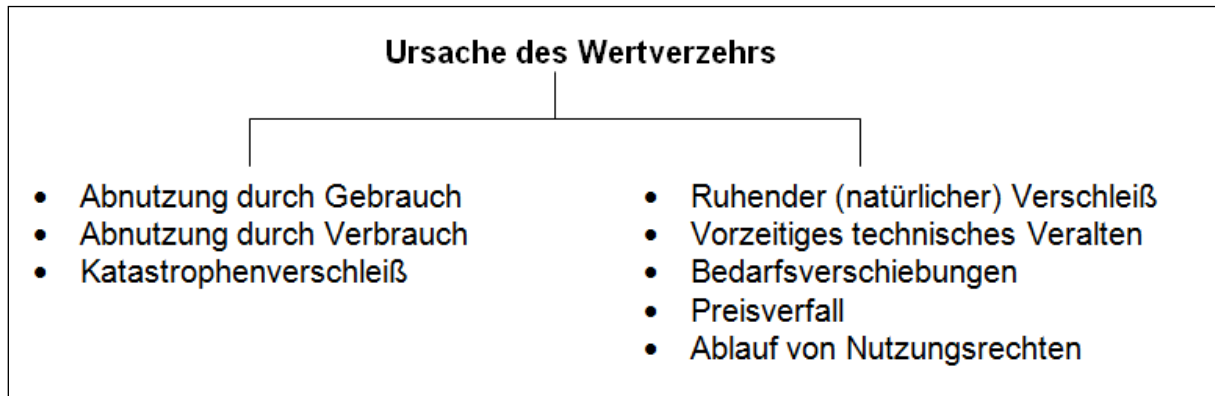 Ursache des Wertverzehrs
• Abnutzung durch Gebrauch
• Abnutzung durch Verbrauch
• Katastrophenverschleiß
• Ruhender (natürlicher) Verschleiß
• Vorzeitiges technisches Veralten
• Bedarfsverschiebungen
• Preisverfall
• Ablauf von Nutzungsrechten